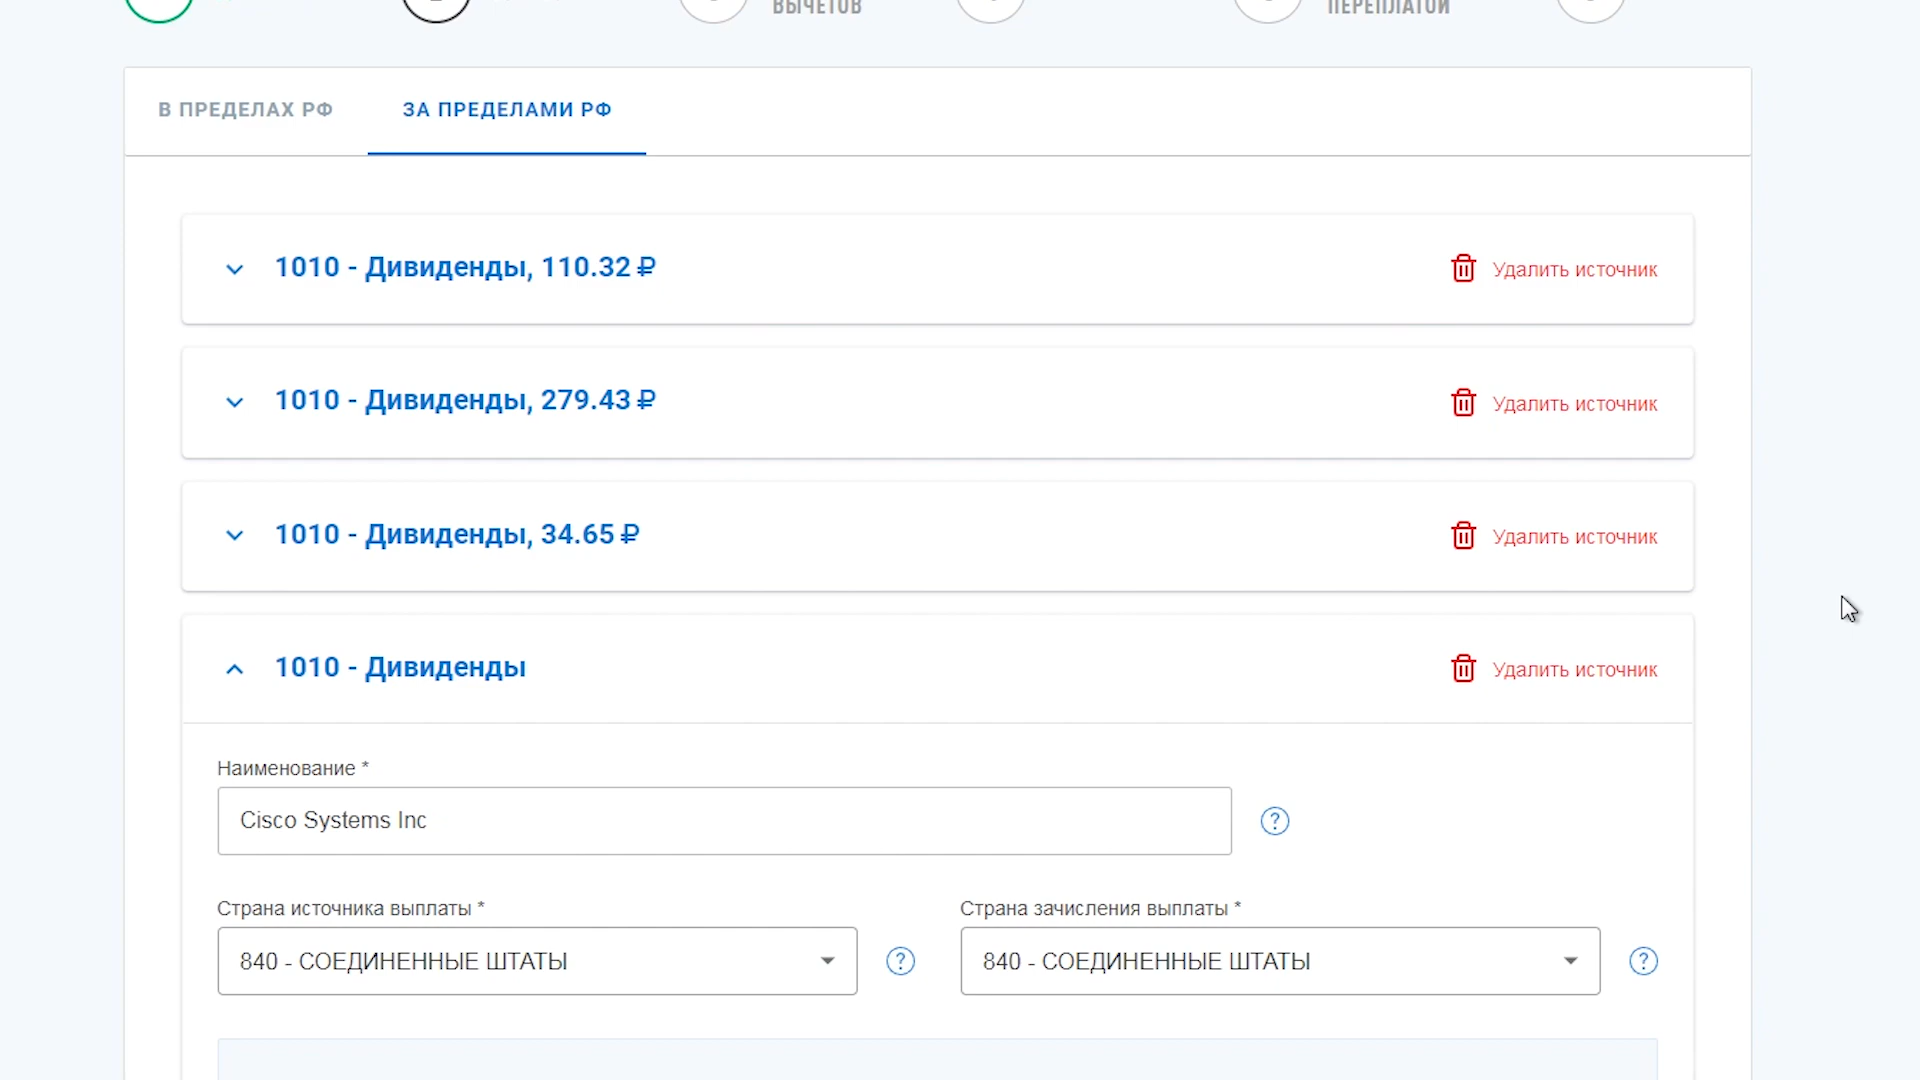 ВЫЧЕТОВ
ПЕРЕПЛАТОЙ
В ПРЕДЕЛАХ РФ
ЗА ПРЕДЕЛАМИ РФ
1010 - Дивиденды, 110.32 ₽
Удалить источник
1010 - Дивиденды, 279.43 ₽
Удалить источник
1010 - Дивиденды, 34.65 ₽
Удалить источник
1010 - Дивиденды
Удалить источник
Наименование *
Cisco Systems Inc
?
Страна источника выплаты *
Страна зачисления выплаты *
840 - СОЕДИНЕННЫЕ ШТАТЫ
?
840 - СОЕДИНЕННЫЕ ШТАТЫ
?